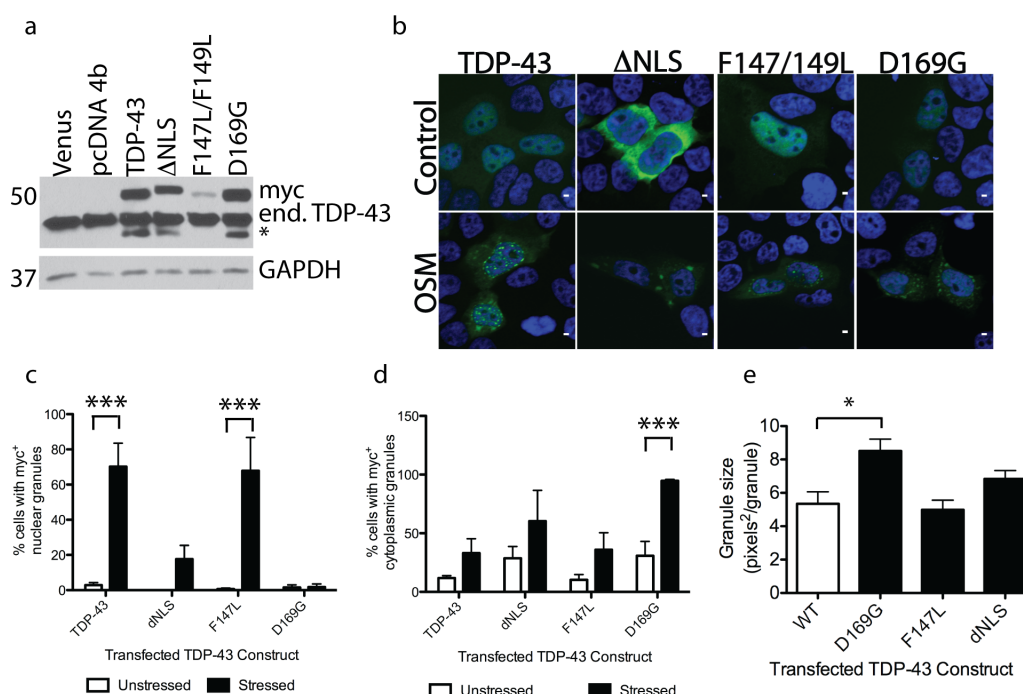 a
Venus
pcDNA 4b
TDP-43
ΔNLS
F147L/F149L
D169G
50
myc
end. TDP-43
*
37
GAPDH
b
TDP-43 ΔNLS F147/149L D169G
Control
OSM
c
***
***
% cells with myc+
nuclear granules
100
80
60
40
20
0
TDP-43
dNLS
F147L
D169G
Transfected TDP-43 Construct
Unstressed Stressed
d
***
% cells with myc+
cytoplasmic granules
150
100
50
0
TDP-43
dNLS
F147L
D169G
Transfected TDP-43 Construct
Unstressed Stressed
e
*
Granule size
(pixels²/granule)
10
8
6
4
2
0
WT
D169G
F147L
dNLS
Transfected TDP-43 Construct